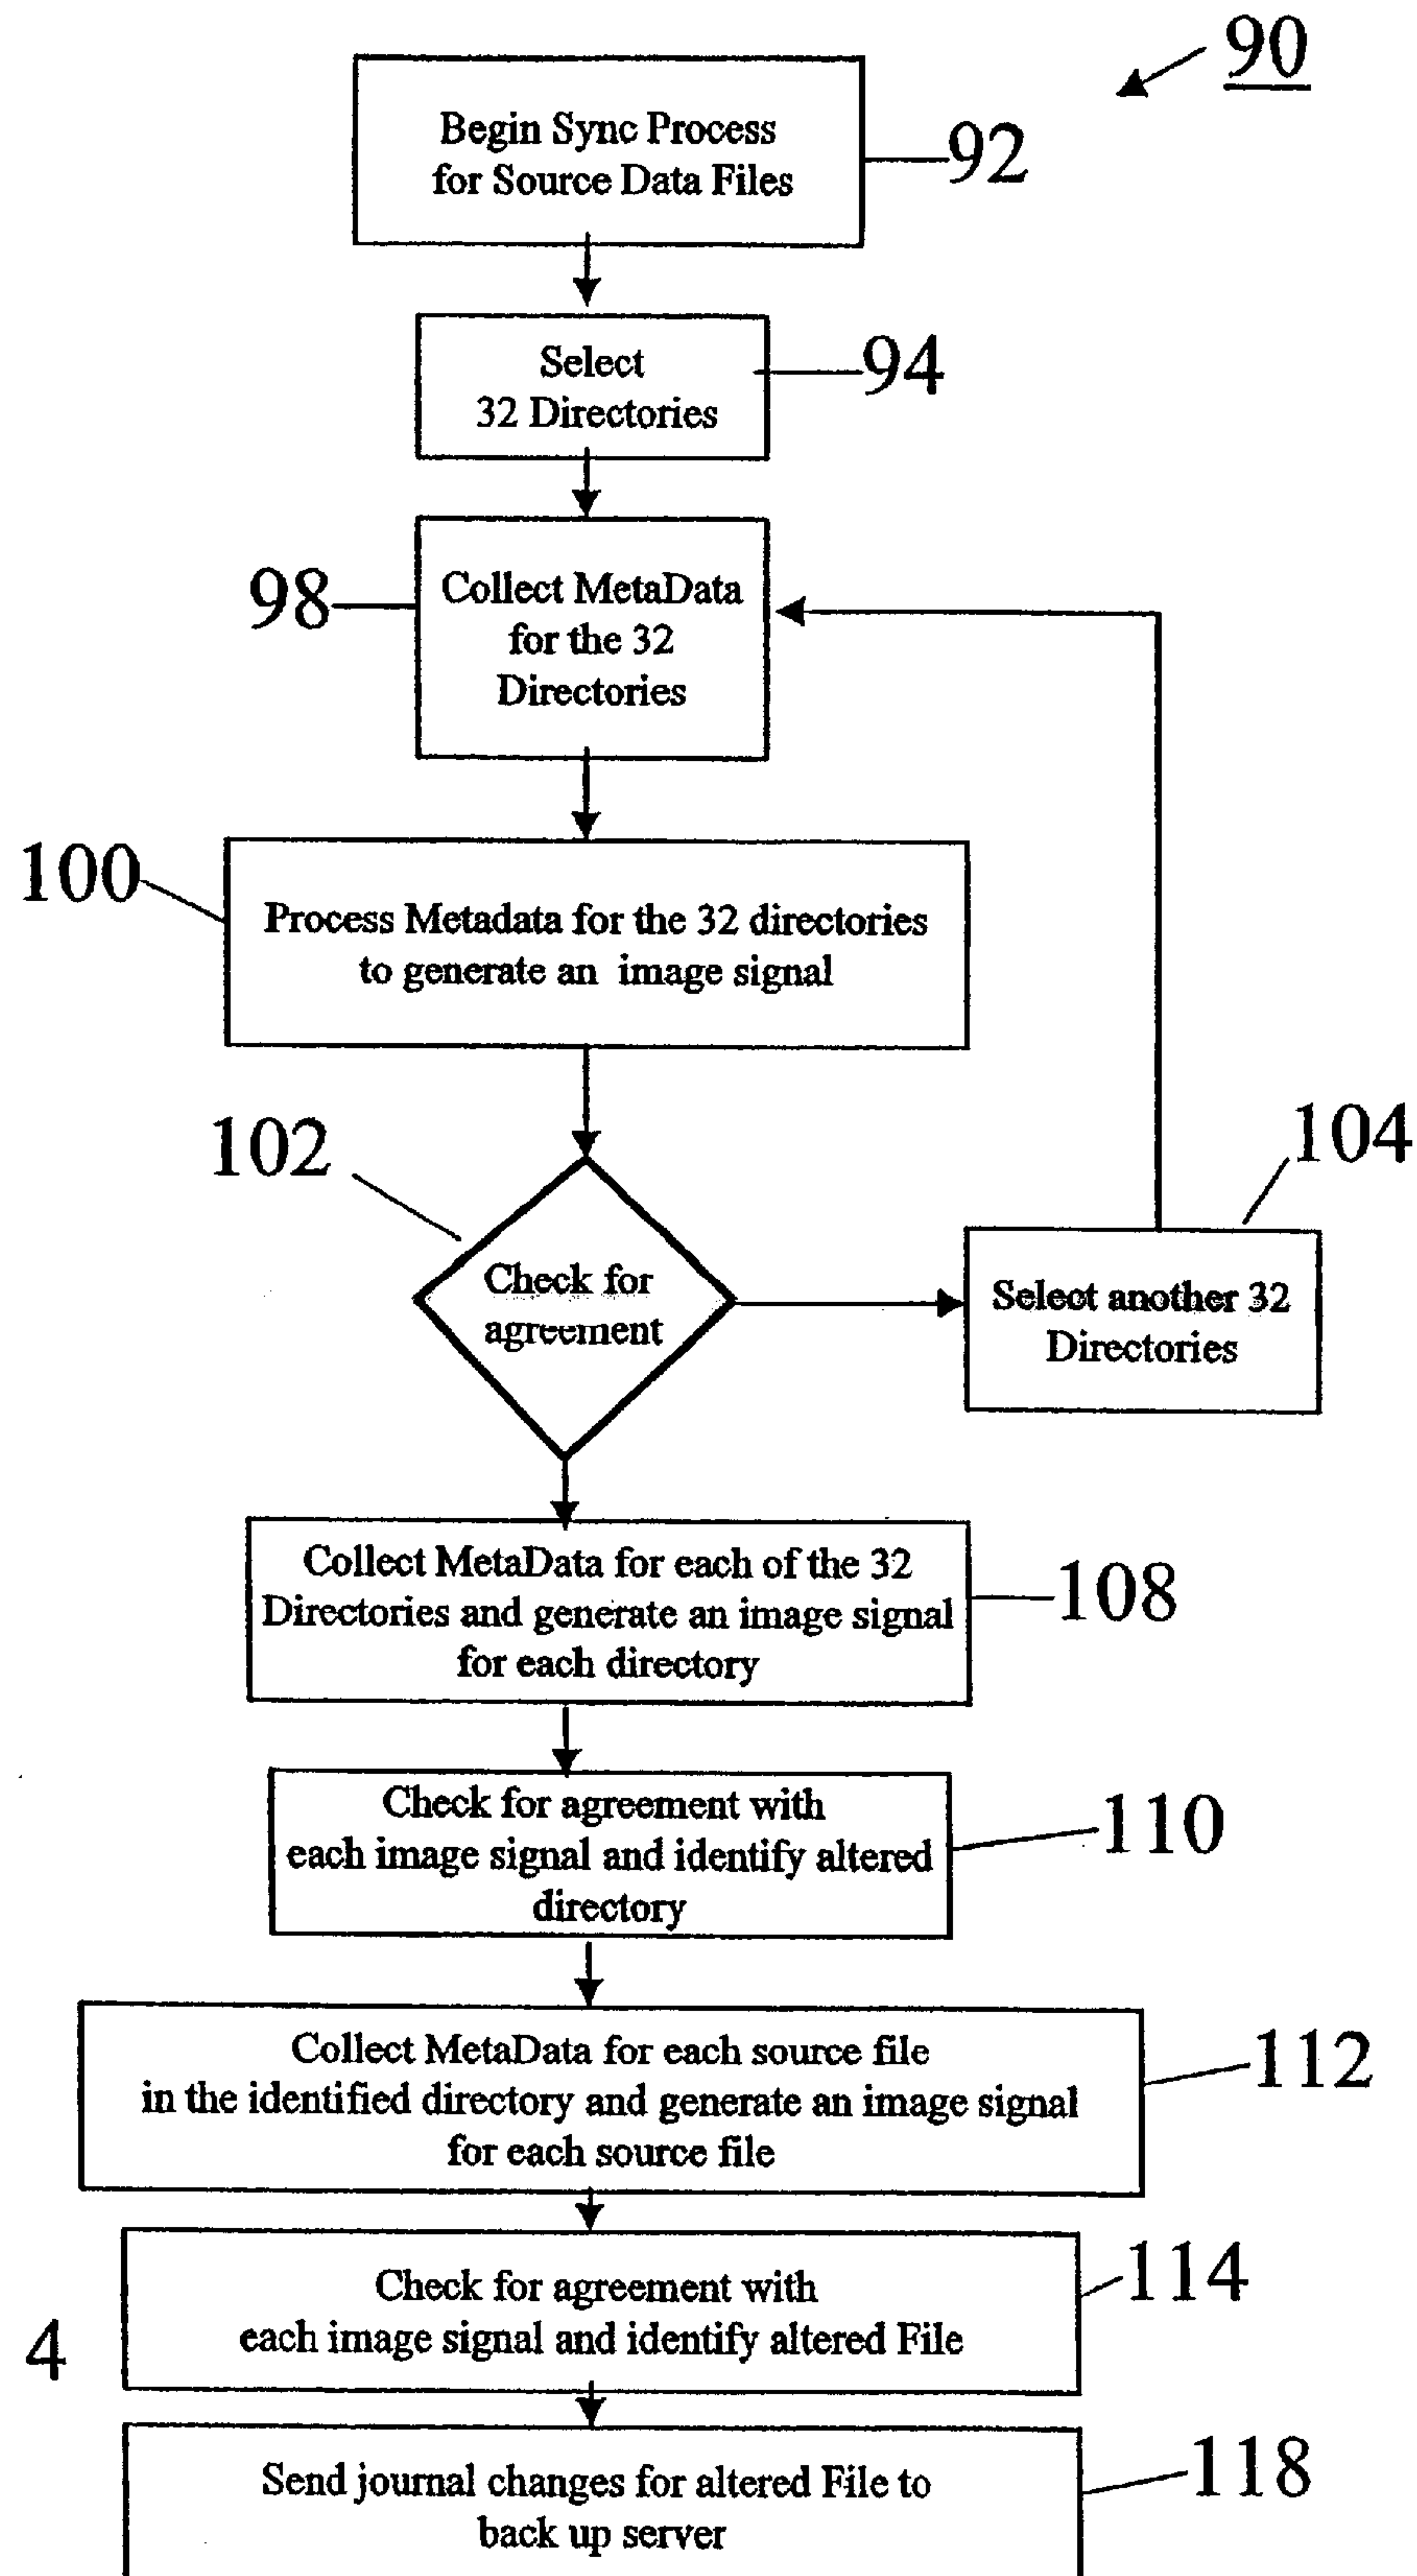 90
Begin Sync Process
for Source Data Files
92
Select
32 Directories
94
98
Collect MetaData
for the 32
Directories
100
Process Metadata for the 32 directories
to generate an image signal
102
Check for
agreement
104
Select another 32
Directories
Collect MetaData for each of the 32
Directories and generate an image signal
for each directory
108
Check for agreement with
each image signal and identify altered
directory
110
Collect MetaData for each source file
in the identified directory and generate an image signal
for each source file
112
Check for agreement with
each image signal and identify altered File
114
4
Send journal changes for altered File to
back up server
118